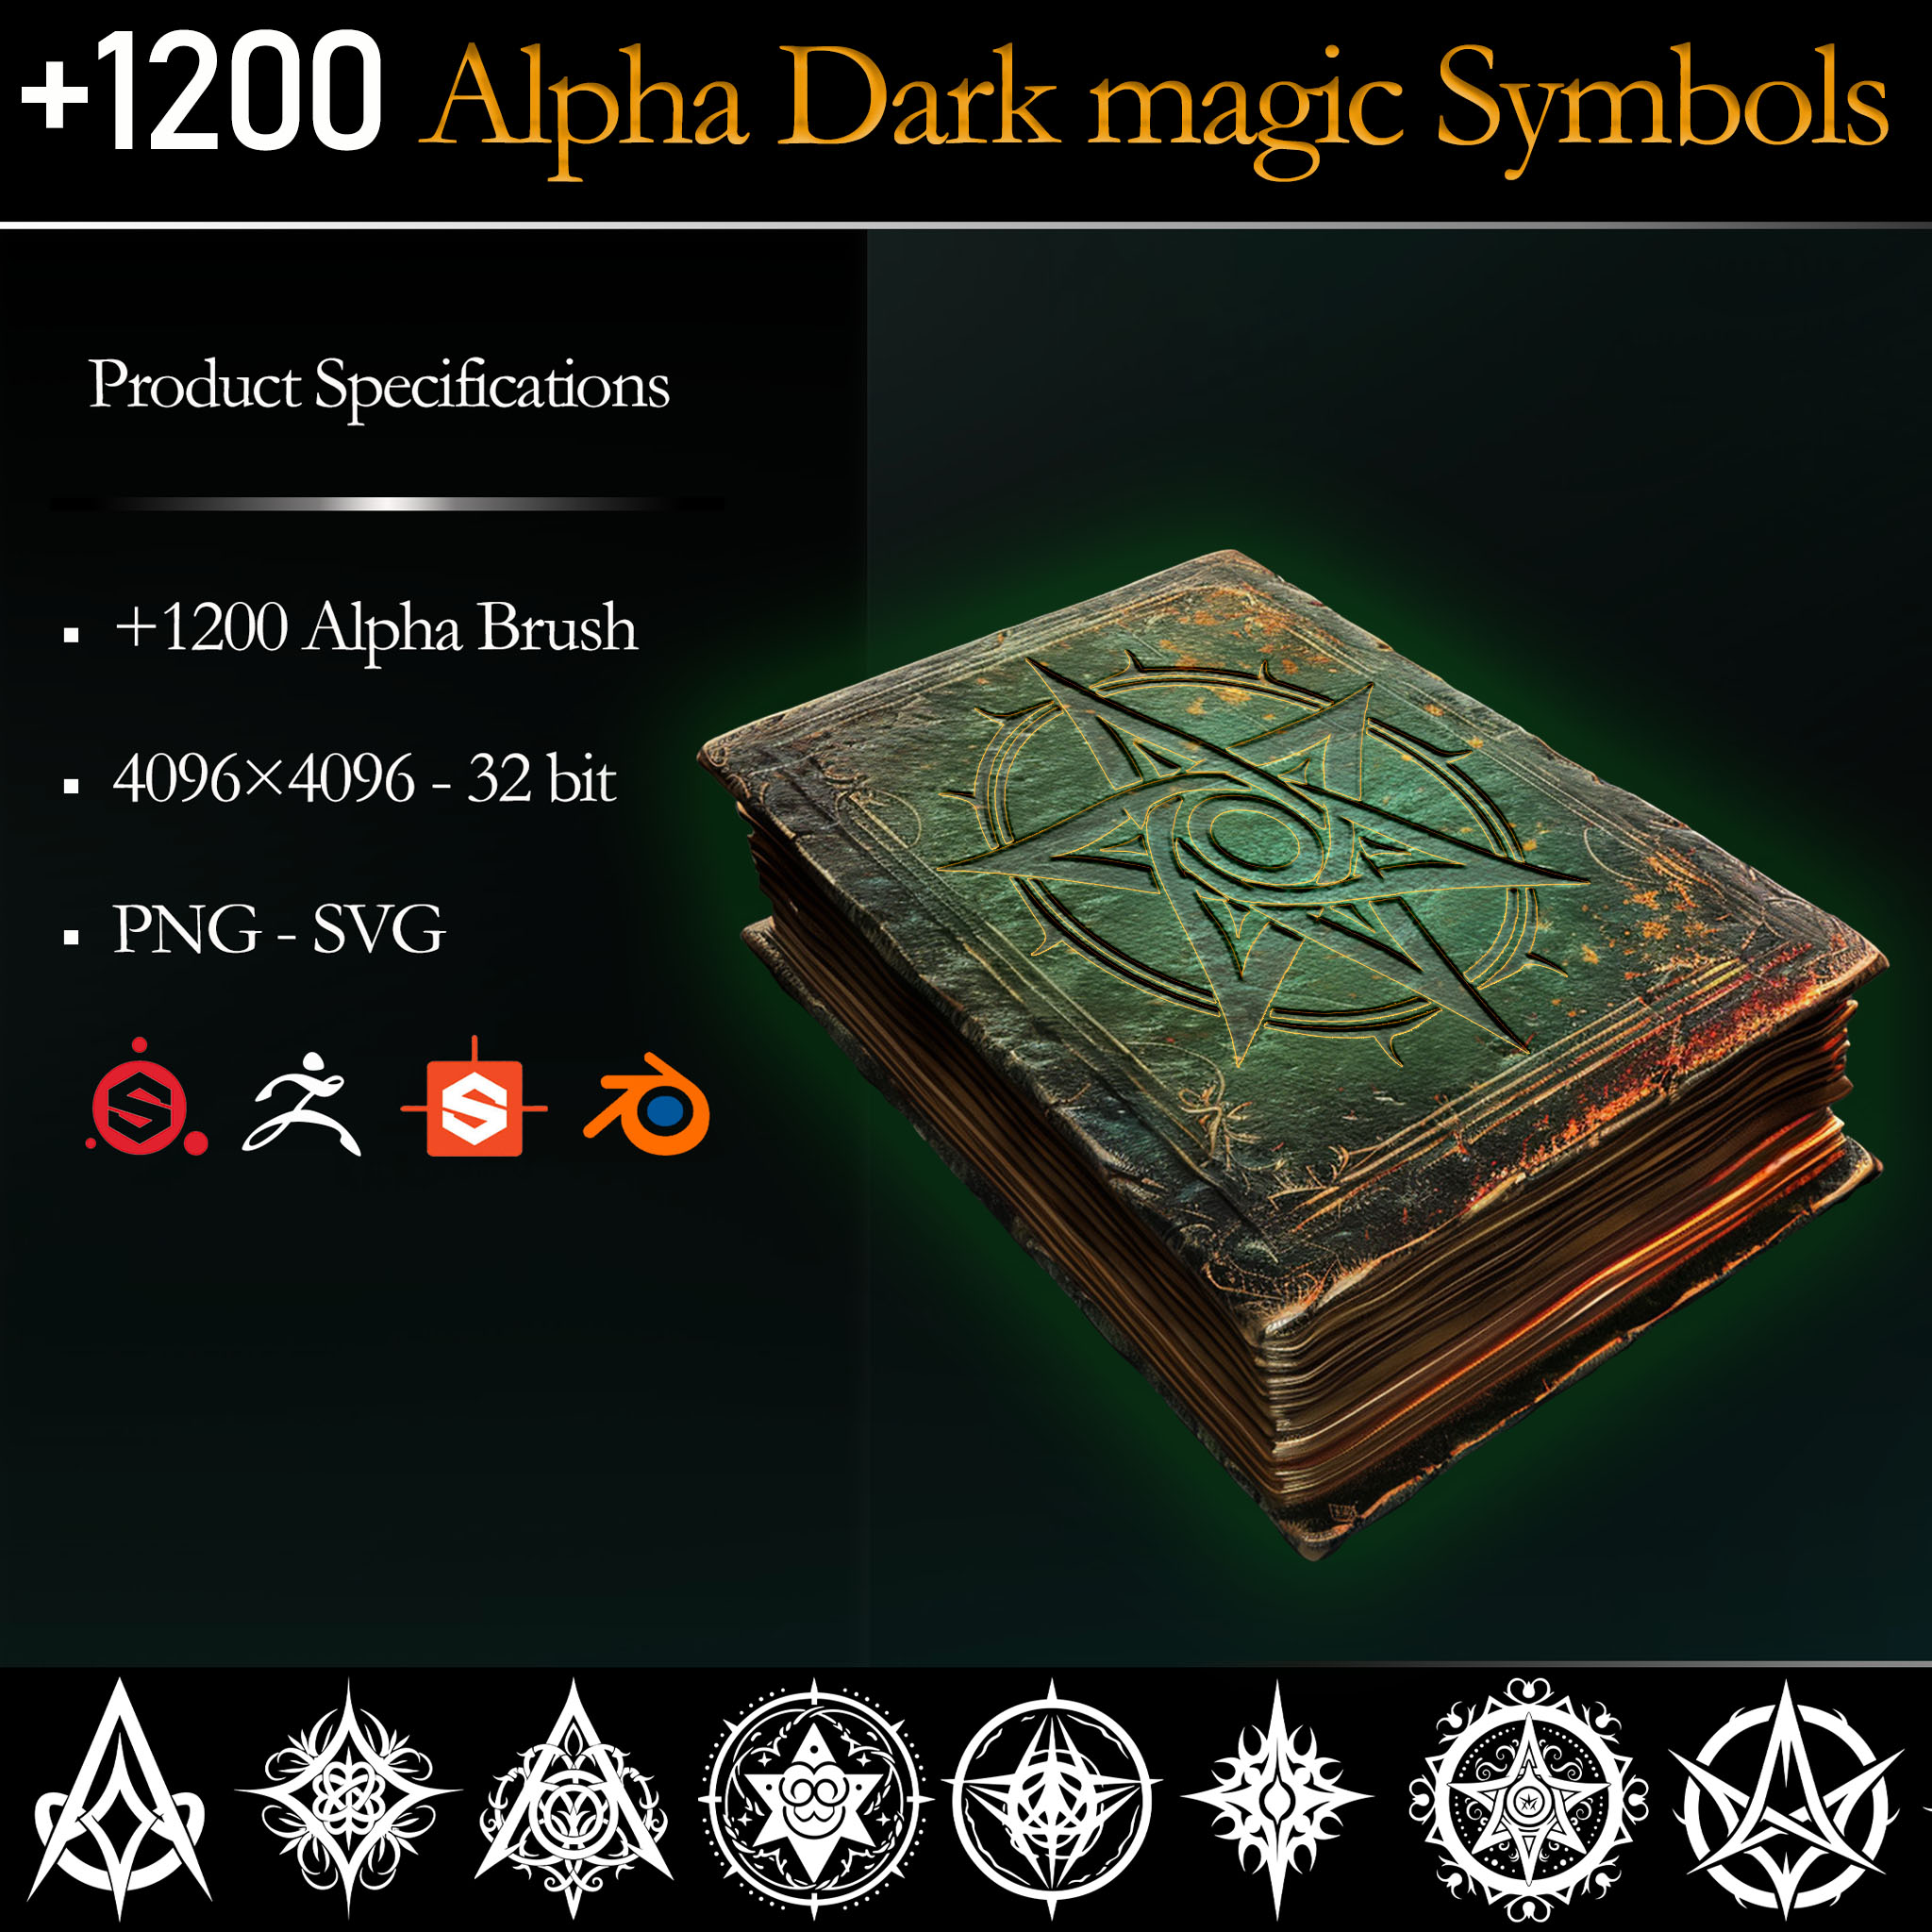 +1200 Alpha Dark magic Symbols
Product Specifications
▪ +1200 Alpha Brush
▪ 4096×4096 - 32 bit
▪ PNG - SVG